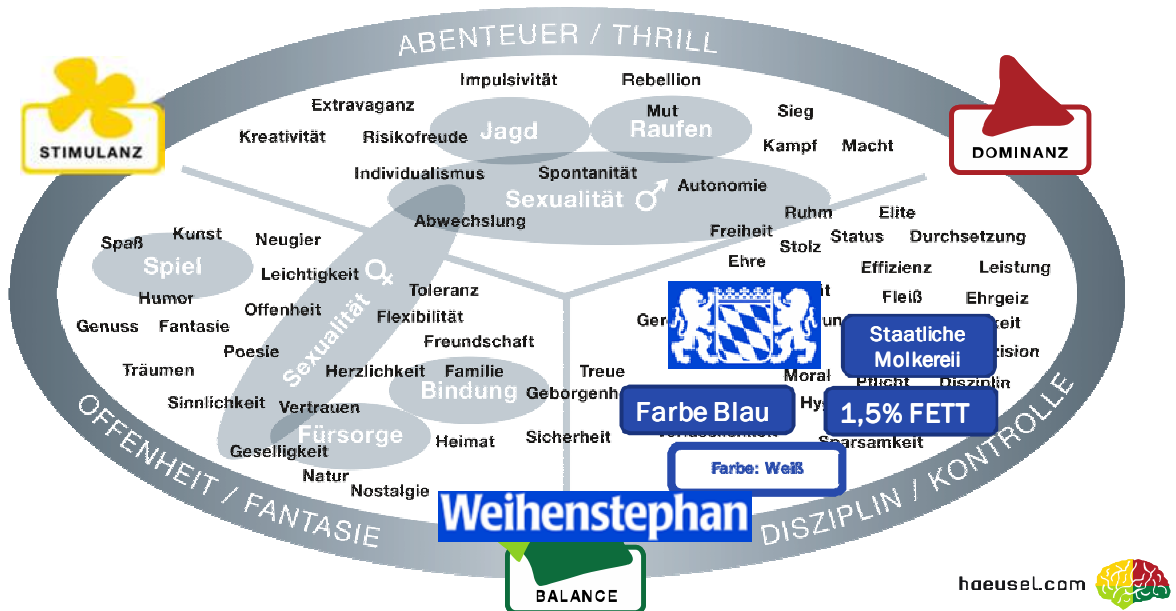 ABENTEUER / THRILL
Impulsivität
Rebellion
Extravaganz
Mut
Sieg
Kreativität
Risikofreude
Jagd
Raufen
STIMULANZ
Kampf
Macht
DOMINANZ
Individualismus
Spontanität
Autonomie
Sexualität ♂
Abwechslung
Ruhm
Elite
Freiheit
Stolz
Status
Durchsetzung
Spaß
Kunst
Neugier
Ehre
Spiel
Leichtigkeit
Effizienz
Leistung
Humor
Offenheit
Toleranz
Fleiß
Ehrgeiz
Genuss
Fantasie
Flexibilität
Sexualität ♀
Staatliche
Molkereii
Poesie
Freundschaft
Träumen
Herzlichkeit
Familie
Treue
Moral
Pflicht
Disziplin
Bindung
Sinnlichkeit
Vertrauen
Farbe Blau
1,5% FETT
Fürsorge
Heimat
Sicherheit
Sparsamkeit
Geselligkeit
Farbe: Weiß
Natur
Nostalgie
OFFENHEIT / FANTASIE
Weihenstephan
DISZIPLIN / KONTROLLE
BALANCE
haeusel.com